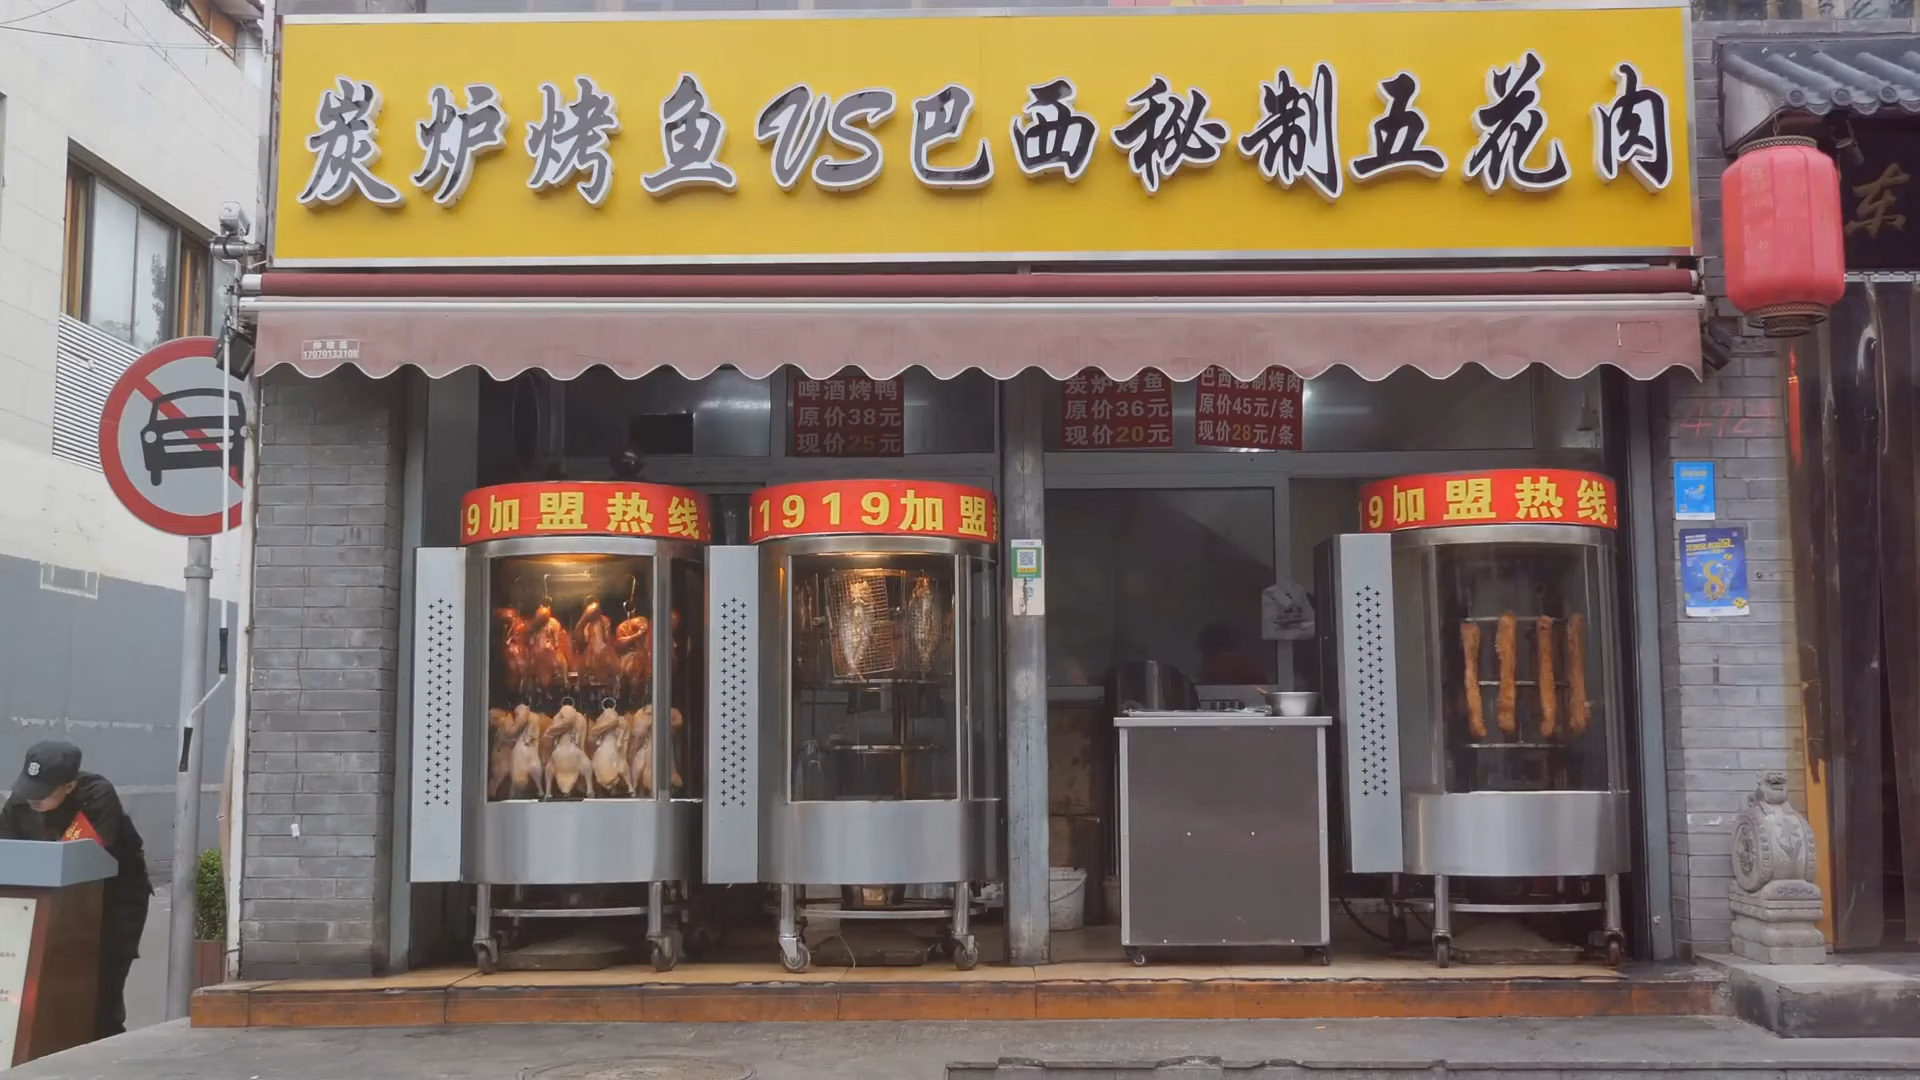 炭炉烤鱼VS巴西秘制五花肉
东
17070133108
啤酒烤鸭
原价38元
现价25元
炭炉烤鱼
原价36元
现价20元
巴西秘制烤肉
原价45元/条
现价28元/条
9加盟热线
1919加盟
9加盟热线